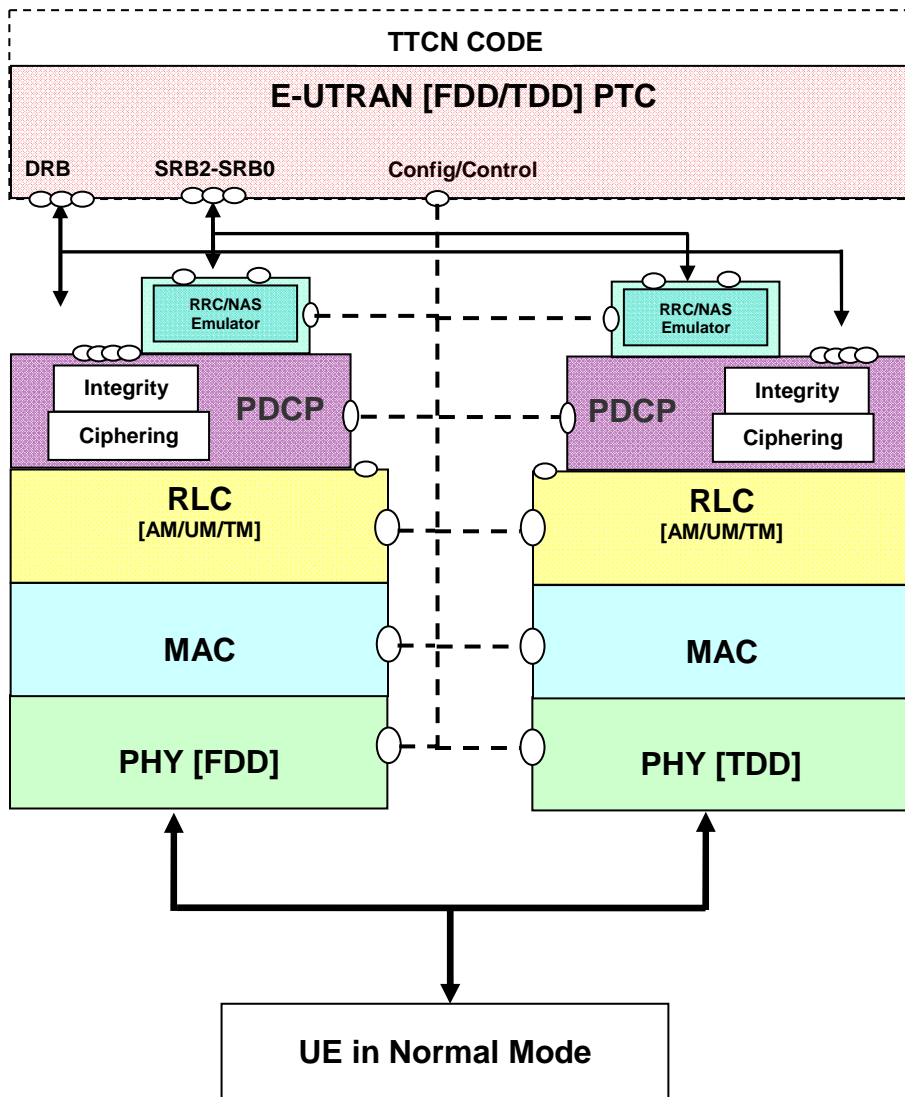 TTCN CODE
E-UTRAN [FDD/TDD] PTC
DRB
SRB2-SRB0
Config/Control
RRC/NAS
Emulator
RRC/NAS
Emulator
Integrity
Ciphering
PDCP
PDCP
Integrity
Ciphering
RLC
[AM/UM/TM]
RLC
[AM/UM/TM]
MAC
MAC
PHY [FDD]
PHY [TDD]
UE in Normal Mode